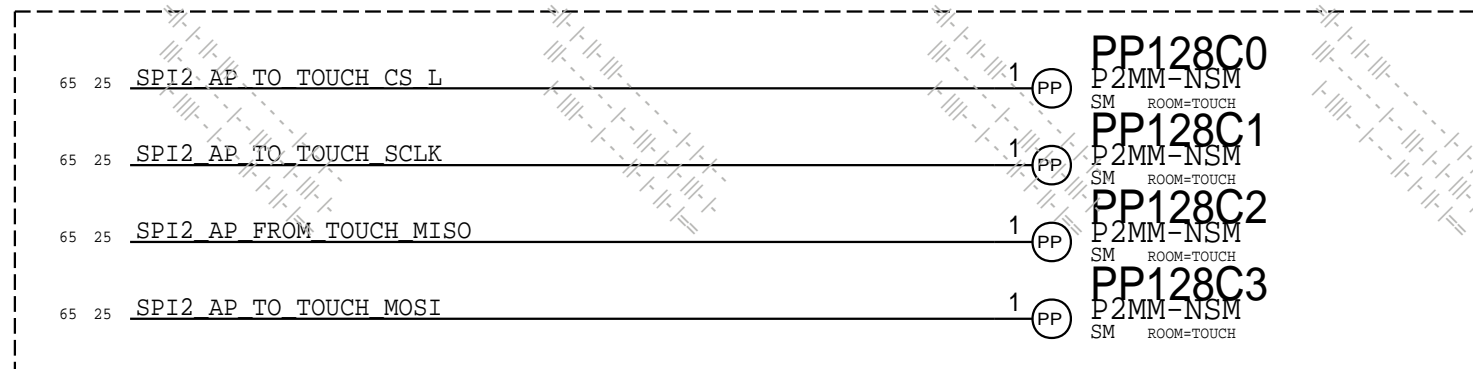 PP128C0
65 25 SPI2_AP_TO_TOUCH_CS_L 1 PP P2MM-NSM
SM ROOM=TOUCH
PP128C1
65 25 SPI2_AP_TO_TOUCH_SCLK 1 PP P2MM-NSM
SM ROOM=TOUCH
PP128C2
65 25 SPI2_AP_FROM_TOUCH_MISO 1 PP P2MM-NSM
SM ROOM=TOUCH
PP128C3
65 25 SPI2_AP_TO_TOUCH_MOSI 1 PP P2MM-NSM
SM ROOM=TOUCH